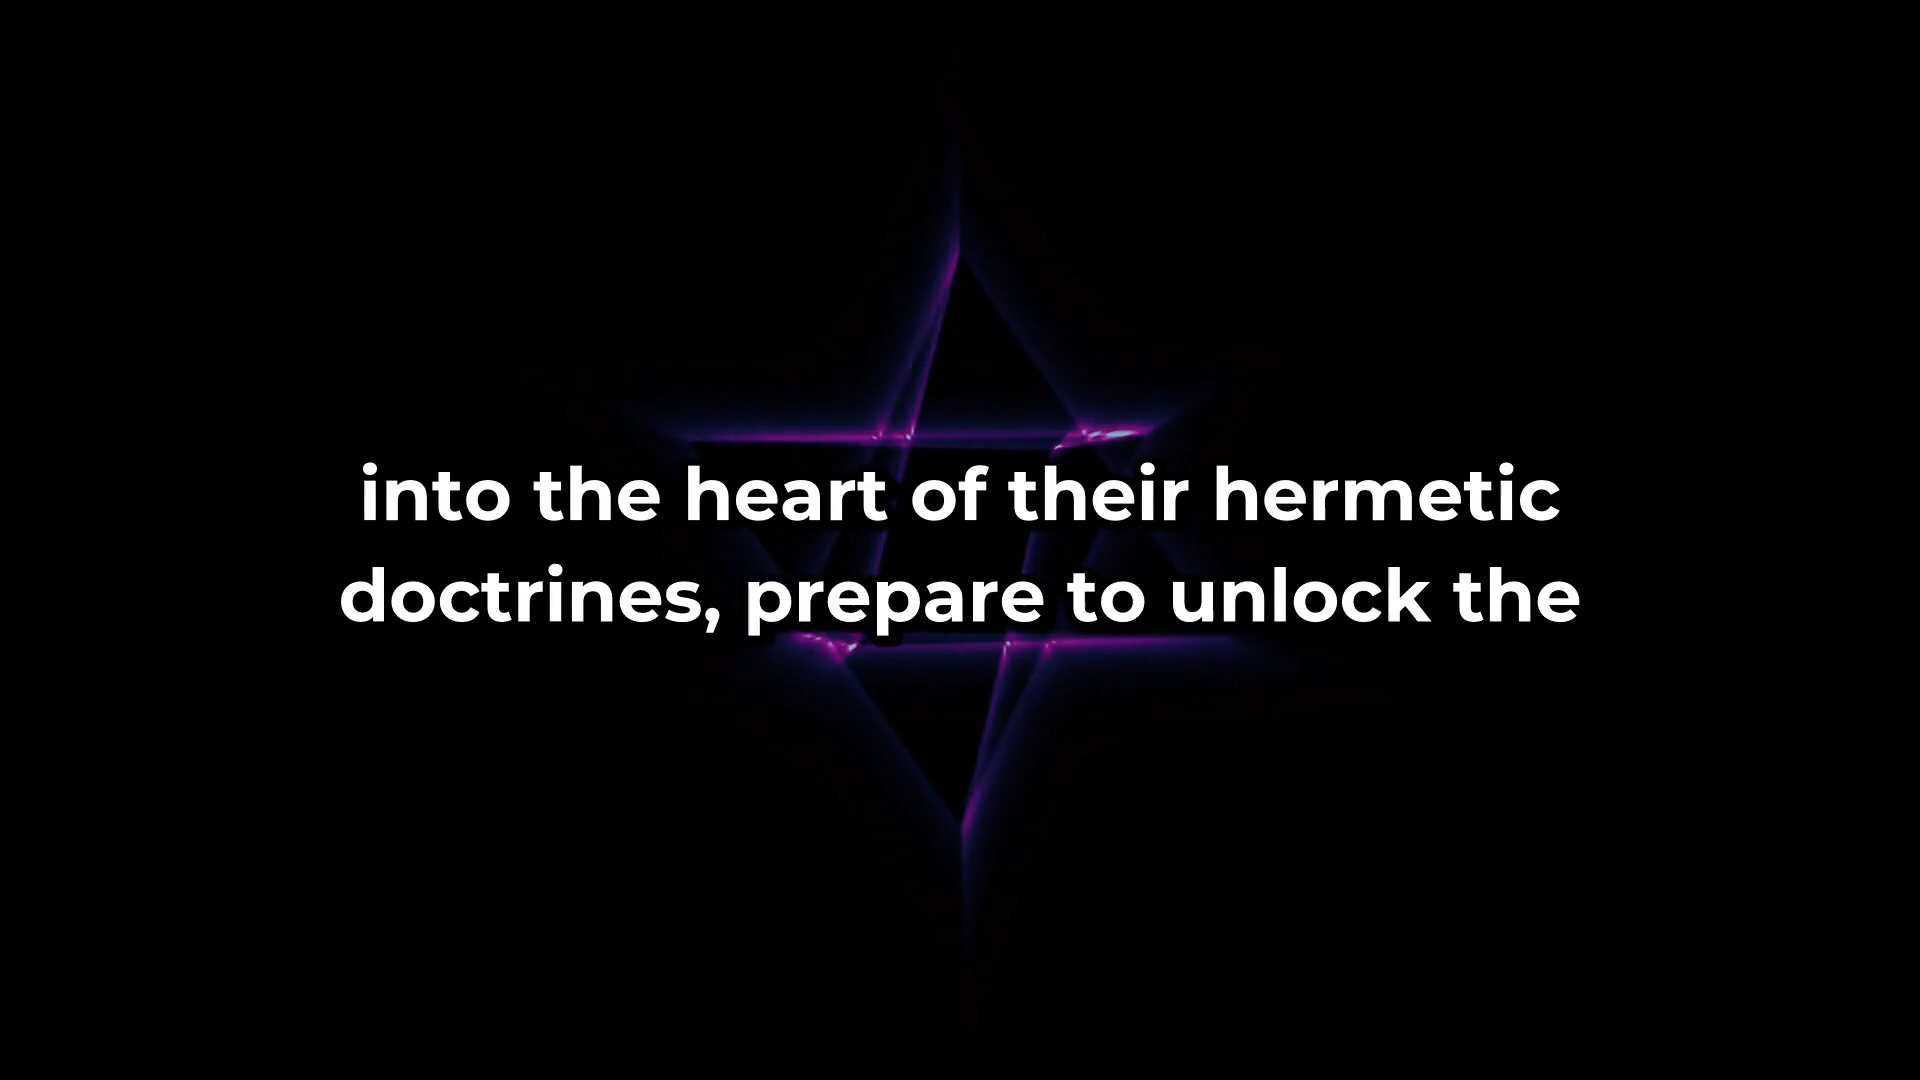 into the heart of their hermetic
doctrines, prepare to unlock the